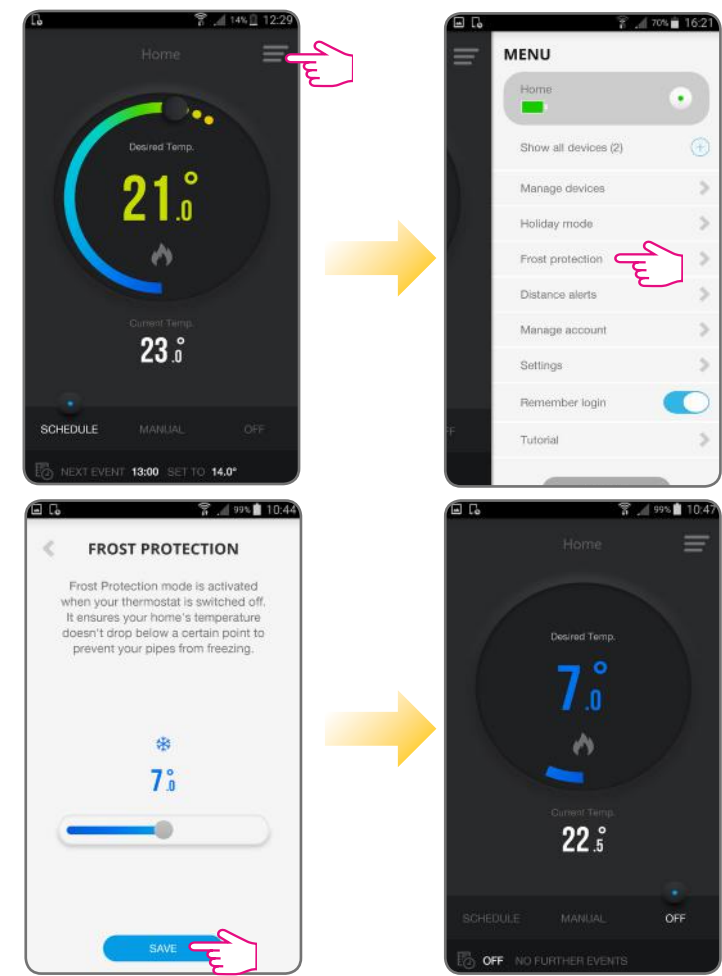 14% 12:29
Home
Desired Temp.
21.0°
Current Temp.
23.0°
SCHEDULE MANUAL OFF
NEXT EVENT 13:00 SET TO 14.0°
70% 16:21
MENU
Home
Show all devices (2)
Manage devices
Holiday mode
Frost protection
Distance alerts
Manage account
Settings
Remember login
Tutorial
FF
99% 10:44
FROST PROTECTION
Frost Protection mode is activated
when your thermostat is switched off.
It ensures your home's temperature
doesn't drop below a certain point to
prevent your pipes from freezing.
7.0°
SAVE
99% 10:47
Home
Desired Temp.
7.0°
Current Temp.
22.5°
SCHEDULE MANUAL OFF
OFF NO FURTHER EVENTS